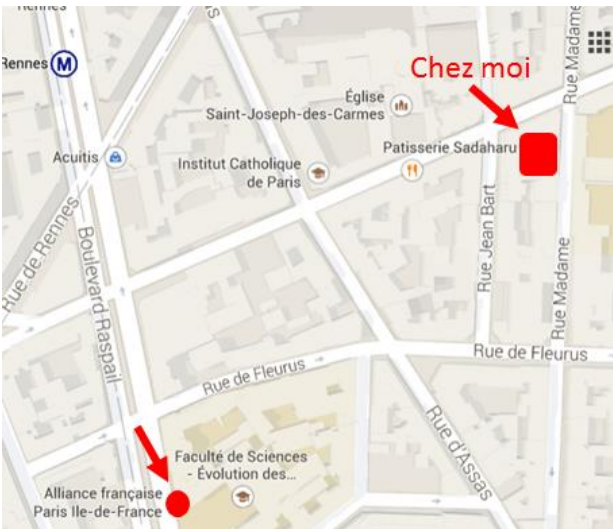 Rennes
Rue Madame
Rennes M
Chez moi
Église
Saint-Joseph-des-Carmes
Acuitis
Institut Catholique
de Paris
Patisserie Sadaharu
Rue de Rennes
Boulevard Raspail
Rue Jean Bart
Rue Madame
Rue de Fleurus
Rue de Fleurus
Rue d'Assas
Faculté de Sciences
- Évolution des...
Alliance française
Paris Ile-de-France